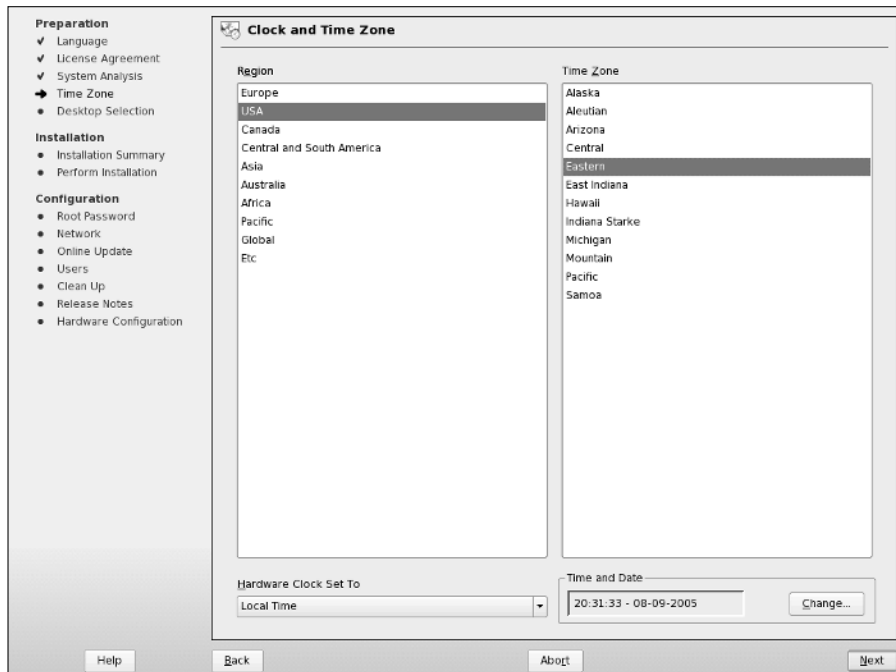 Preparation
Language
License Agreement
System Analysis
Time Zone
Desktop Selection
Installation
Installation Summary
Perform Installation
Configuration
Root Password
Network
Online Update
Users
Clean Up
Release Notes
Hardware Configuration
Clock and Time Zone
Region
Europe
USA
Canada
Central and South America
Asia
Australia
Africa
Pacific
Global
Etc
Time Zone
Alaska
Aleutian
Arizona
Central
Eastern
East Indiana
Hawaii
Indiana Starke
Michigan
Mountain
Pacific
Samoa
Hardware Clock Set To
Local Time
Time and Date
20:31:33 - 08-09-2005
Change...
Help
Back
Abort
Next